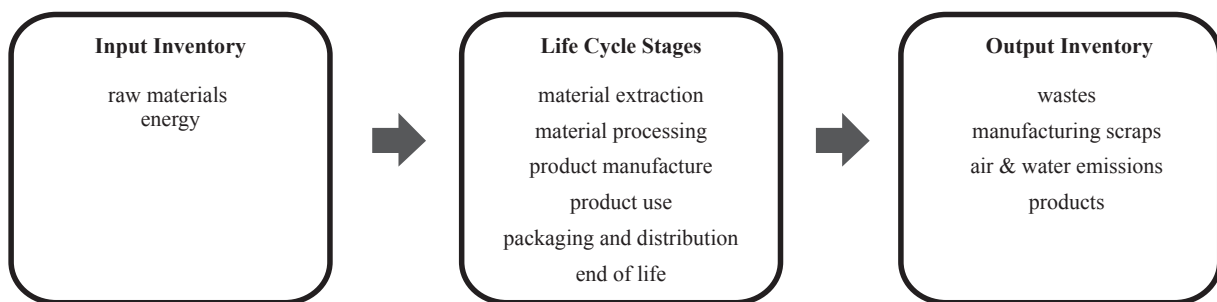 Input Inventory
raw materials
energy
Life Cycle Stages
material extraction
material processing
product manufacture
product use
packaging and distribution
end of life
Output Inventory
wastes
manufacturing scraps
air & water emissions
products